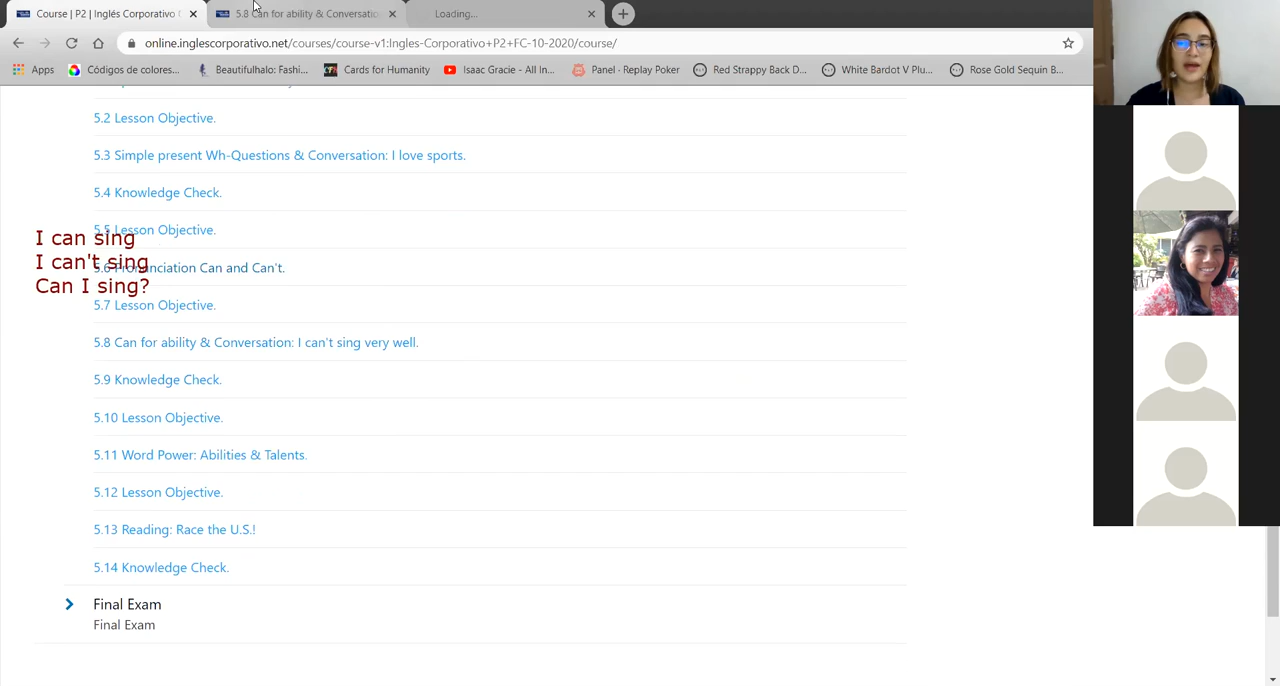 Course | P2 | Inglés Corporativo
5.8 Can for ability & Conversatio
Loading...
online.inglescorporativo.net/courses/course-v1:Ingles-Corporativo+P2+FC-10-2020/course/
Apps
Códigos de colores...
Beautifulhalo: Fashi...
Cards for Humanity
Isaac Gracie - All In...
Panel · Replay Poker
Red Strappy Back D...
White Bardot V Plu...
Rose Gold Sequin B...
5.2 Lesson Objective.
5.3 Simple present Wh-Questions & Conversation: I love sports.
5.4 Knowledge Check.
5.5 Lesson Objective.
I can sing
I can't sing
5.6 Pronunciation Can and Can't.
Can I sing?
5.7 Lesson Objective.
5.8 Can for ability & Conversation: I can't sing very well.
5.9 Knowledge Check.
5.10 Lesson Objective.
5.11 Word Power: Abilities & Talents.
5.12 Lesson Objective.
5.13 Reading: Race the U.S.!
5.14 Knowledge Check.
Final Exam
Final Exam